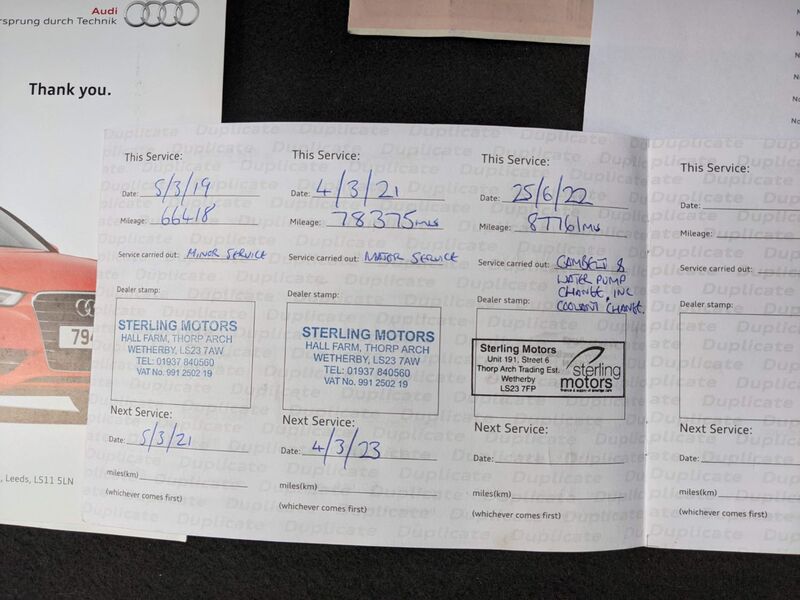 Audi
Vorsprung durch Technik
Thank you.
794
, Leeds, LS11 5LN
Duplicate
This Service:
Date: 5/3/19
Mileage: 66418
Service carried out: MINOR SERVICE
Dealer stamp:
STERLING MOTORS
HALL FARM, THORP ARCH
WETHERBY, LS23 7AW
TEL: 01937 840560
VAT No. 991 2502 19
Next Service:
Date: 5/3/21
miles(km)
(whichever comes first)
This Service:
Date: 4/3/21
Mileage: 78375 MLS
Service carried out: MAJOR SERVICE
Dealer stamp:
STERLING MOTORS
HALL FARM, THORP ARCH
WETHERBY, LS23 7AW
TEL: 01937 840560
VAT No. 991 2502 19
Next Service:
Date: 4/3/23
miles(km)
(whichever comes first)
This Service:
Date: 25/6/22
Mileage: 87761 MLS
Service carried out: CAMBELT &
WATER PUMP
CHANGE, INC
COOLANT CHANGE.
Dealer stamp:
Sterling Motors
Unit 191, Street 6
Thorp Arch Trading Est.
Wetherby
LS23 7FP
sterling
motors
Next Service:
Date:
miles(km)
(whichever comes first)
This Service:
Date:
Mileage:
Service carried out:
Dealer stamp:
Next Service:
Date:
miles(km)
(whichever comes first)